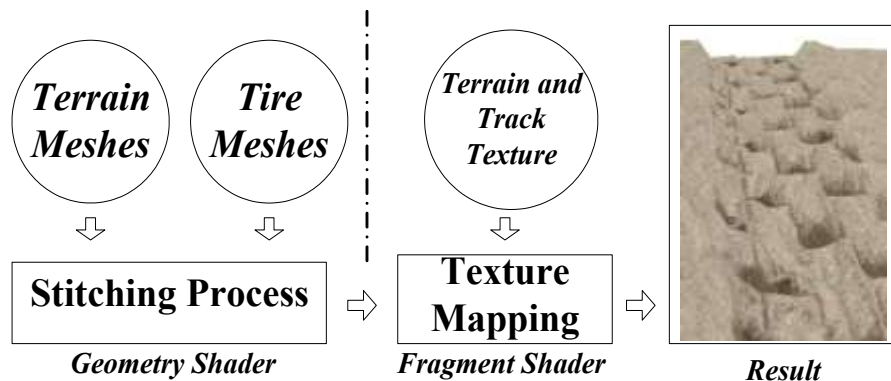 Terrain
Meshes
Tire
Meshes
Terrain and
Track
Texture
Stitching Process
Texture
Mapping
Geometry Shader
Fragment Shader
Result